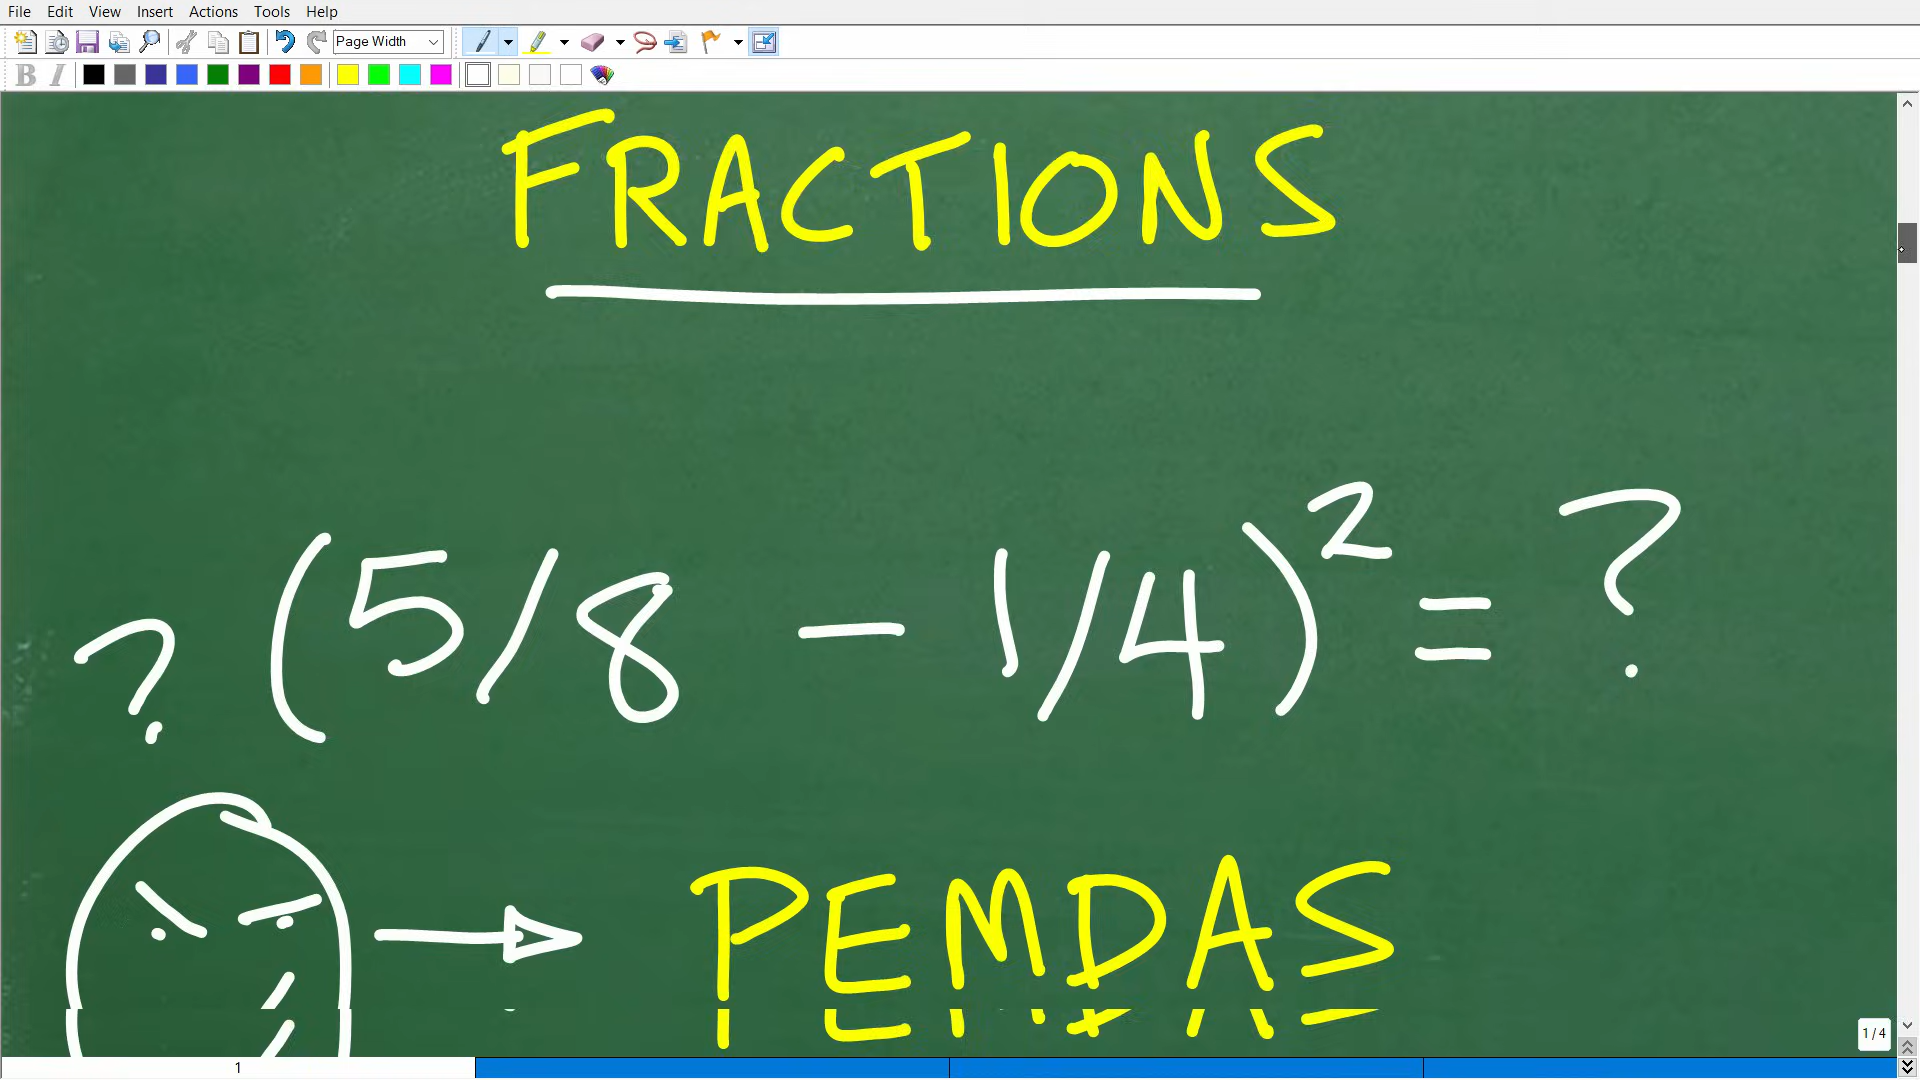 File Edit View Insert Actions Tools Help
Page Width
B I
FRACTIONS
? (5/8 - 1/4)² = ?
PEMDAS
1 / 4
1